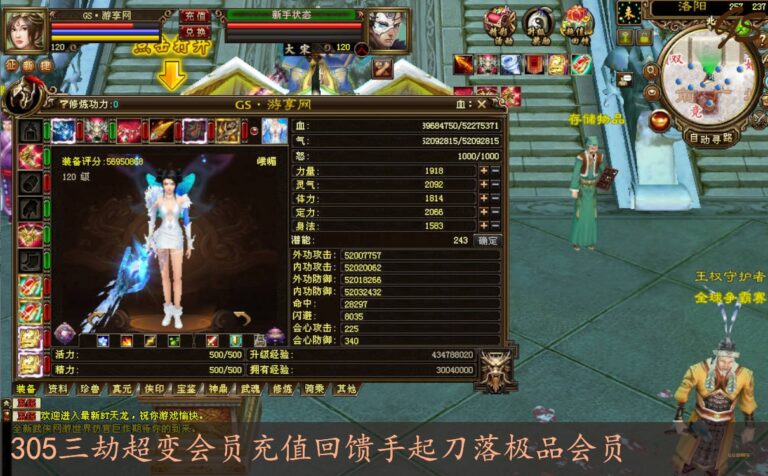 GS·游享网
充值
新手状态
兑换
120
大宋
120
点击打开
洛阳
257
237
北
自动寻路
存储物品
王权守护者
全球争霸赛
修炼功力:0
GS·游享网
血:
装备评分:56950848
峨嵋
120 级
血: 39684750/52275371
气: 52092815/52092815
怒: 1000/1000
力量: 1918
灵气: 2092
体力: 1814
定力: 2066
身法: 1583
潜能: 243 确定
外功攻击: 52007757
内功攻击: 52020062
外功防御: 52018266
内功防御: 52032432
命中: 28297
闪避: 8035
会心攻击: 225
会心防御: 340
活力: 500/500 升级经验: 434788020
精力: 500/500 拥有经验: 30040000
装备 资料 珍兽 真元 侠印 宝鉴 神鼎 武魂 修炼 骑乘 其他
欢迎进入最新BT天龙，祝你游戏愉快。
305三劫超变会员充值回馈手起刀落极品会员